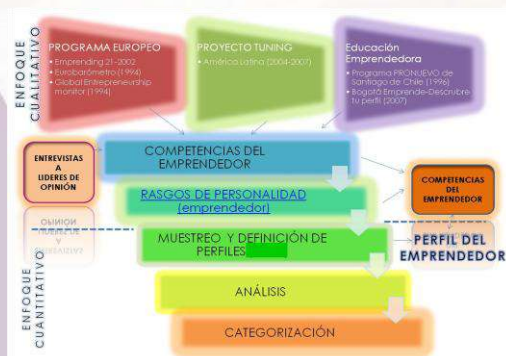 ENFOQUE
CUALITATIVO
PROGRAMA EUROPEO
• Emprending 21-2002
• Eurobarómetro (1994)
• Global Entrepreneurship
monitor (1994)
PROYECTO TUNING
• América Latina (2004-2007)
Educación
Emprendedora
• Programa PRONUEVO de
Santiago de Chile (1996)
• Bogotá Emprende-Descrubre
tu perfil (2007)
ENTREVISTAS
A
LIDERES DE
OPINIÓN
COMPETENCIAS DEL
EMPRENDEDOR
RASGOS DE PERSONALIDAD
(emprendedor)
COMPETENCIAS
DEL
EMPRENDEDOR
MUESTREO Y DEFINICIÓN DE
PERFILES
PERFIL DEL
EMPRENDEDOR
ENFOQUE
CUANTITATIVO
ANÁLISIS
CATEGORIZACIÓN